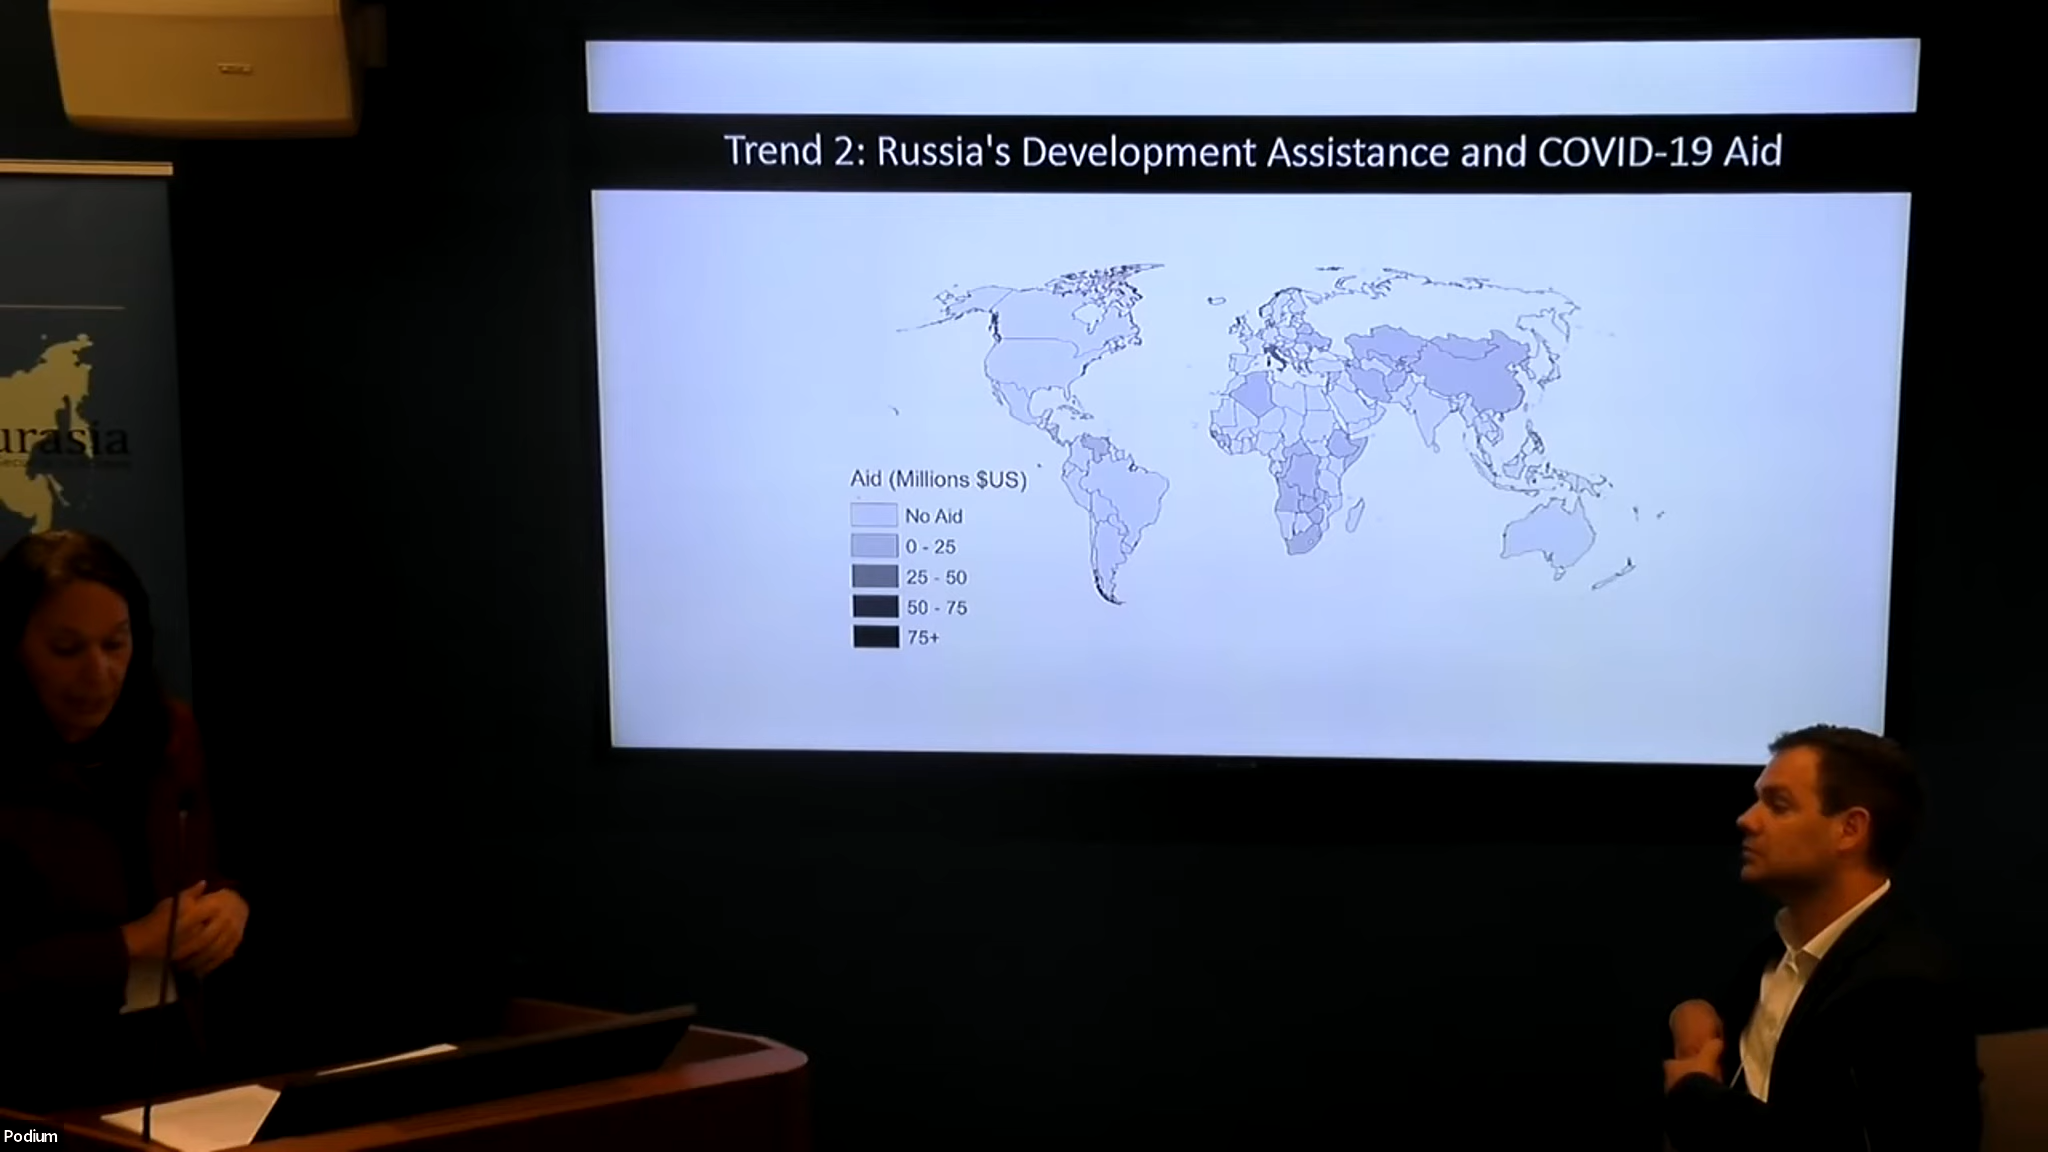 Trend 2: Russia's Development Assistance and COVID-19 Aid
Aid (Millions $US)
No Aid
0 - 25
25 - 50
50 - 75
75+
urasia
Podium